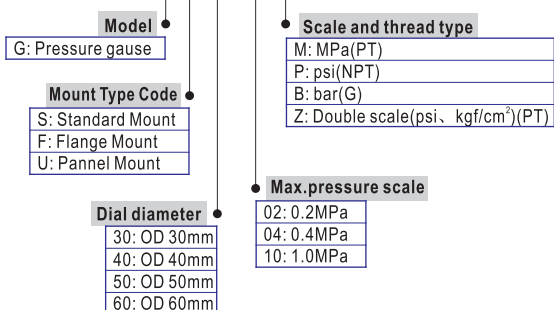 Model
G: Pressure gause
Mount Type Code
S: Standard Mount
F: Flange Mount
U: Pannel Mount
Dial diameter
30: OD 30mm
40: OD 40mm
50: OD 50mm
60: OD 60mm
Max.pressure scale
02: 0.2MPa
04: 0.4MPa
10: 1.0MPa
Scale and thread type
M: MPa(PT)
P: psi(NPT)
B: bar(G)
Z: Double scale(psi、kgf/cm²)(PT)